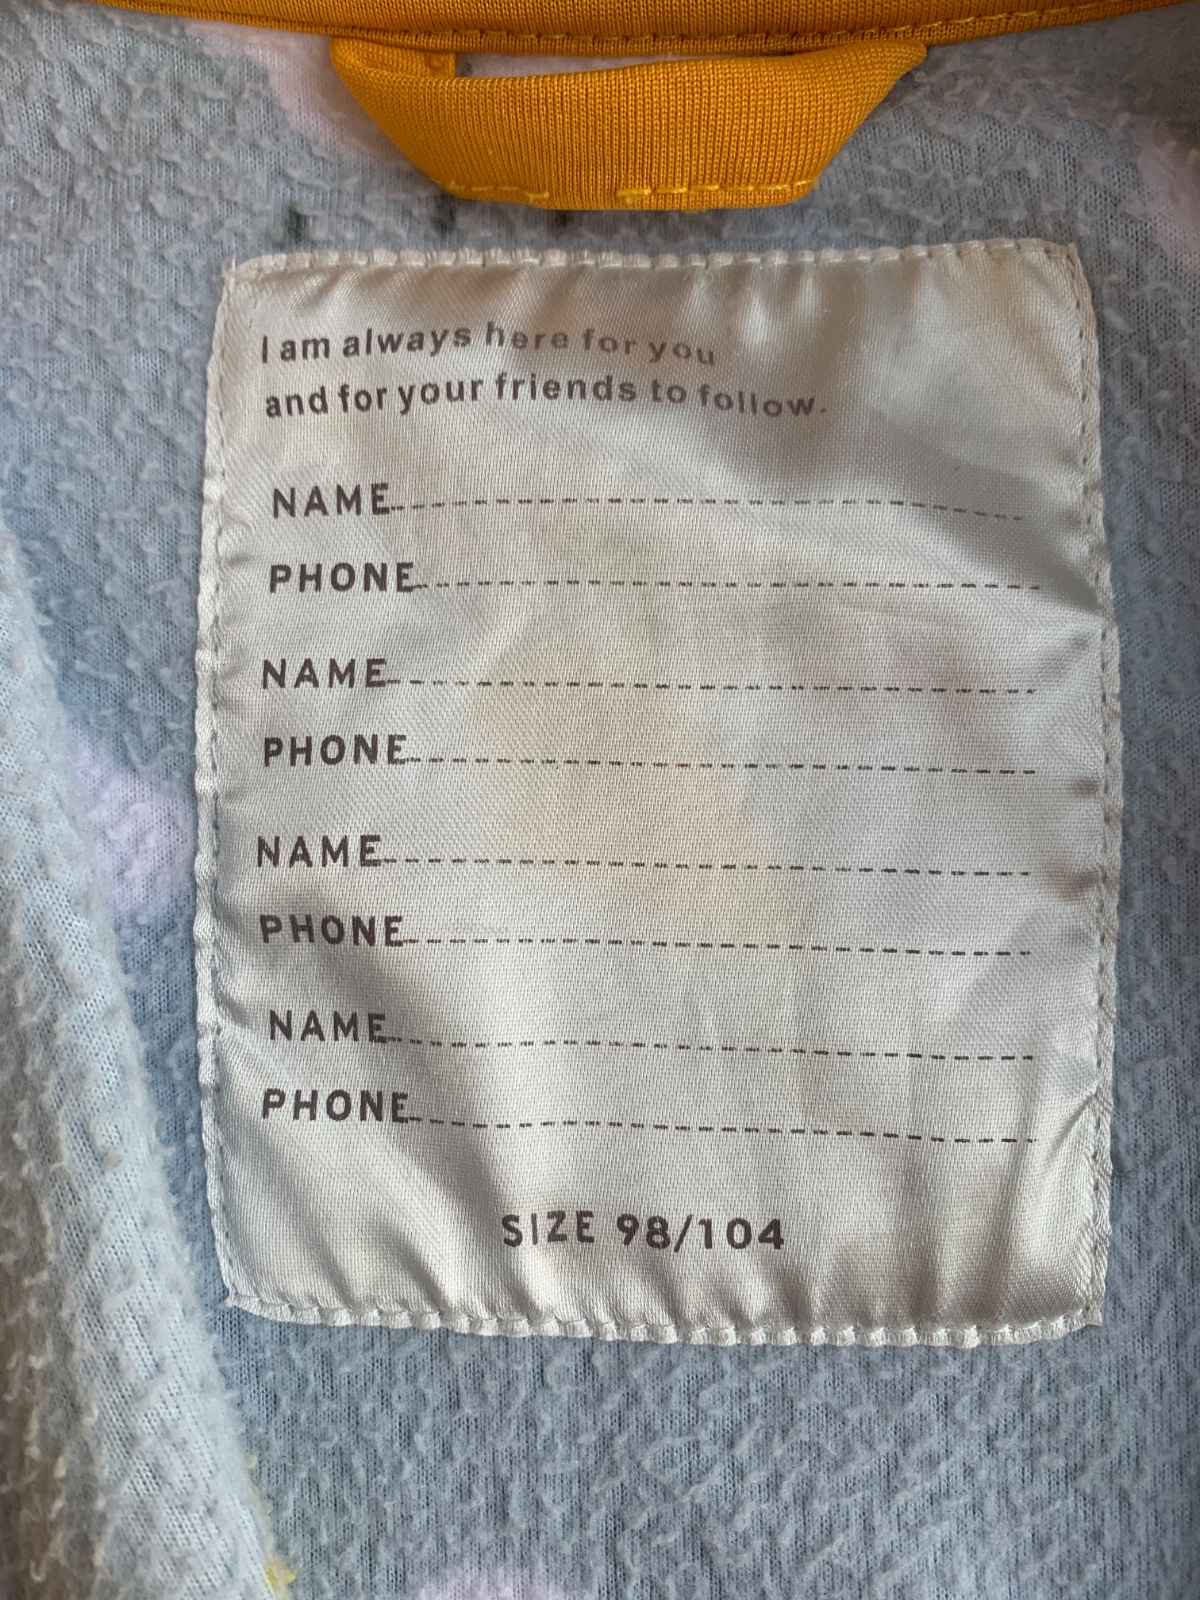 I am always here for you
and for your friends to follow.
NAME
PHONE
NAME
PHONE
NAME
PHONE
NAME
PHONE
SIZE 98/104